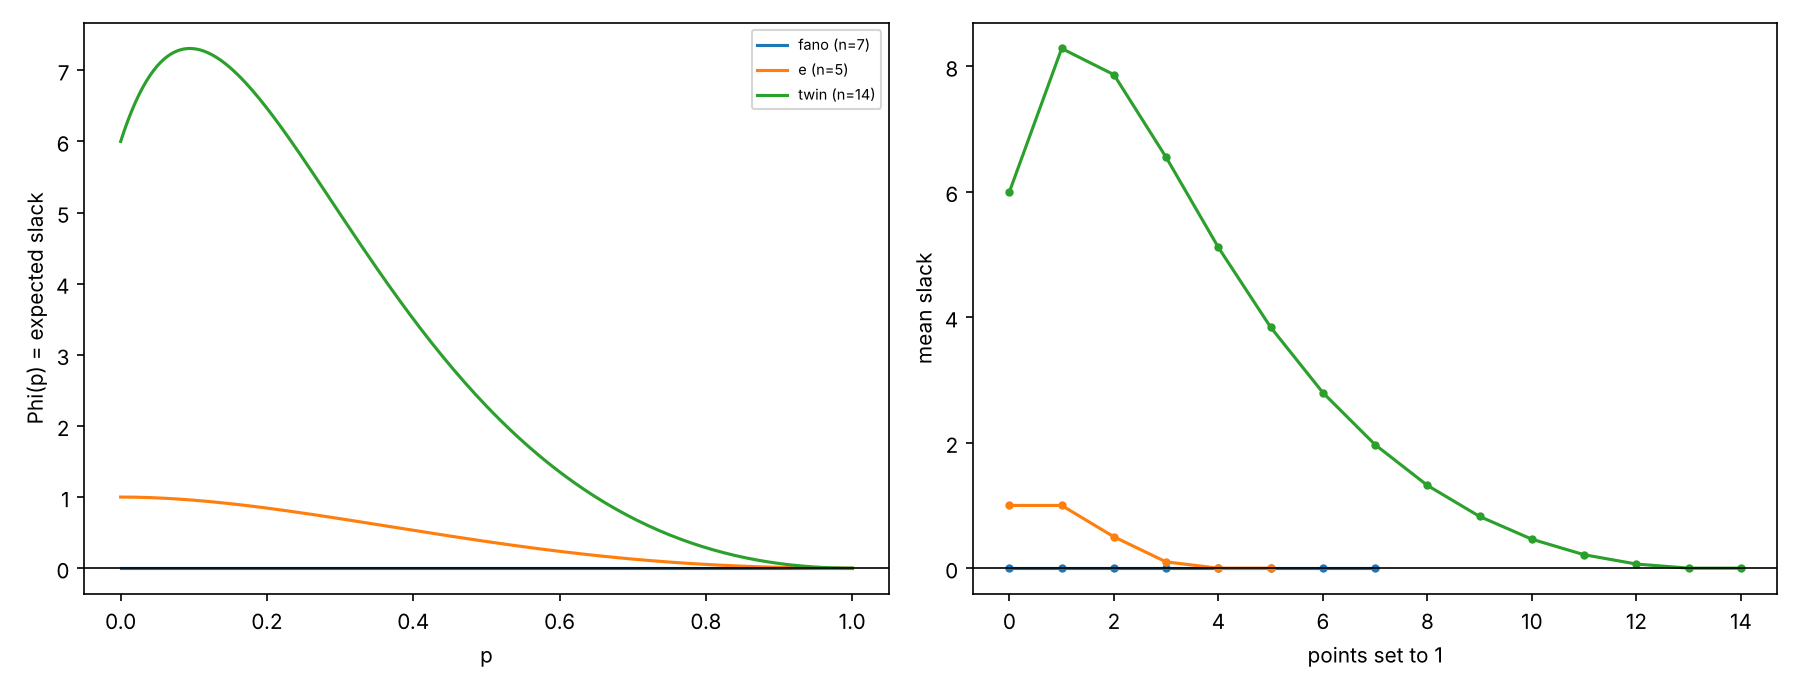 Phi(p) = expected slack
7
6
5
4
3
2
1
0
0.0 0.2 0.4 0.6 0.8 1.0
p
fano (n=7)
e (n=5)
twin (n=14)
mean slack
8
6
4
2
0
0 2 4 6 8 10 12 14
points set to 1